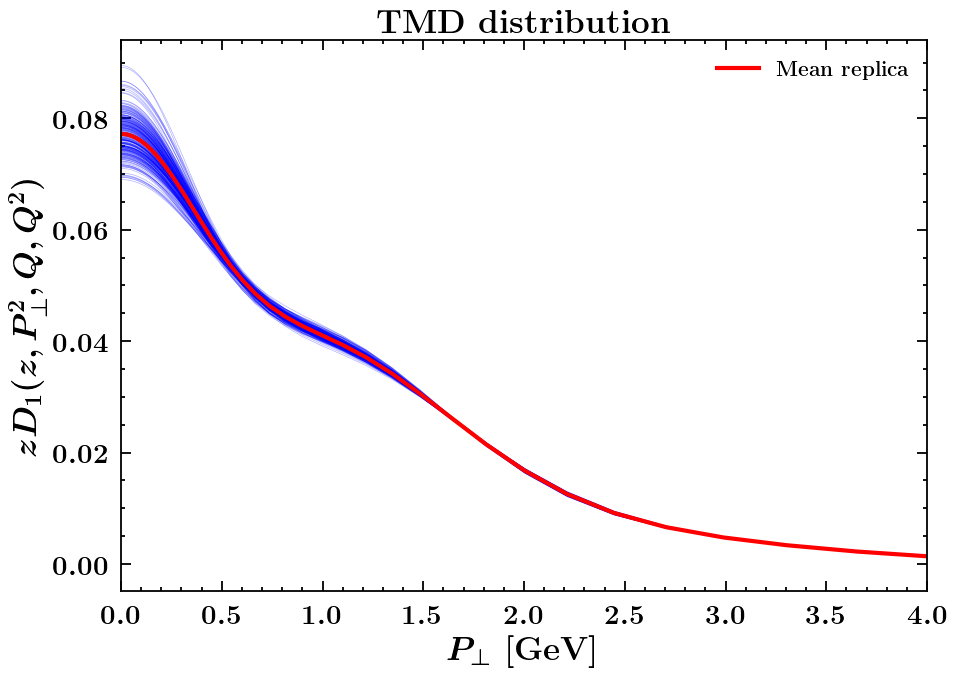 TMD distribution
Mean replica
zD₁(z, P²⊥, Q, Q²)
0.08
0.06
0.04
0.02
0.00
0.0 0.5 1.0 1.5 2.0 2.5 3.0 3.5 4.0
P⊥ [GeV]